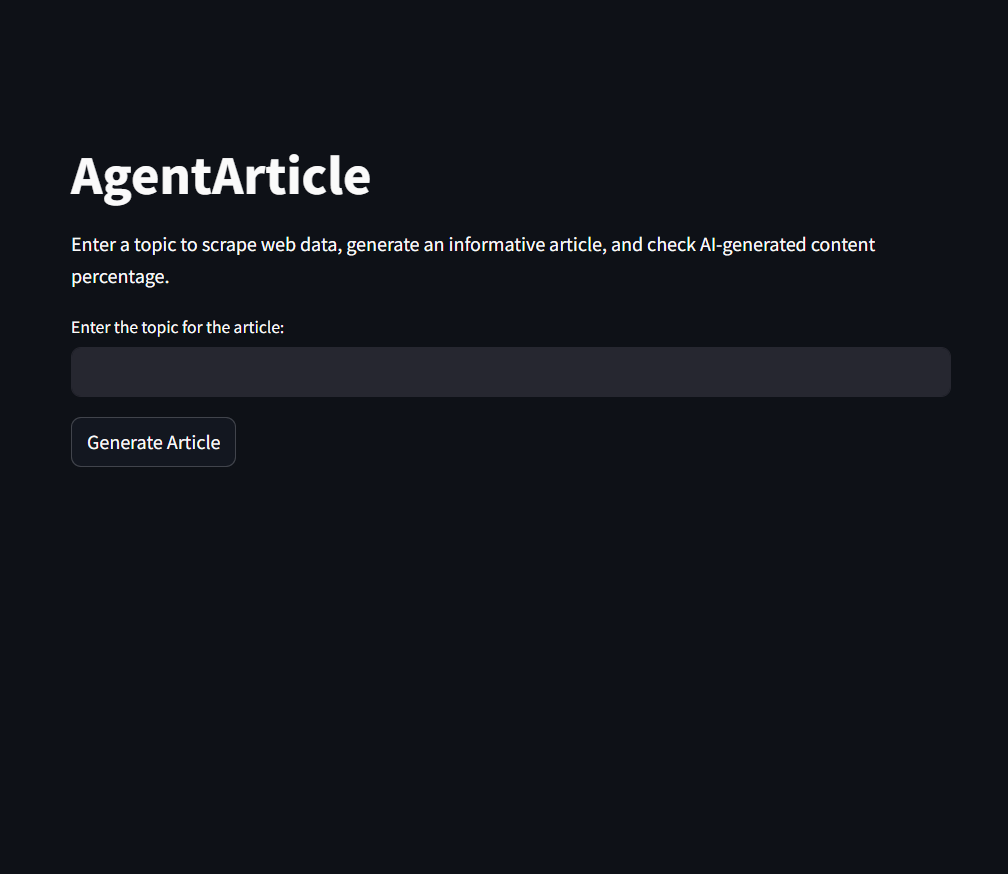 AgentArticle
Enter a topic to scrape web data, generate an informative article, and check AI-generated content
percentage.
Enter the topic for the article:
Generate Article